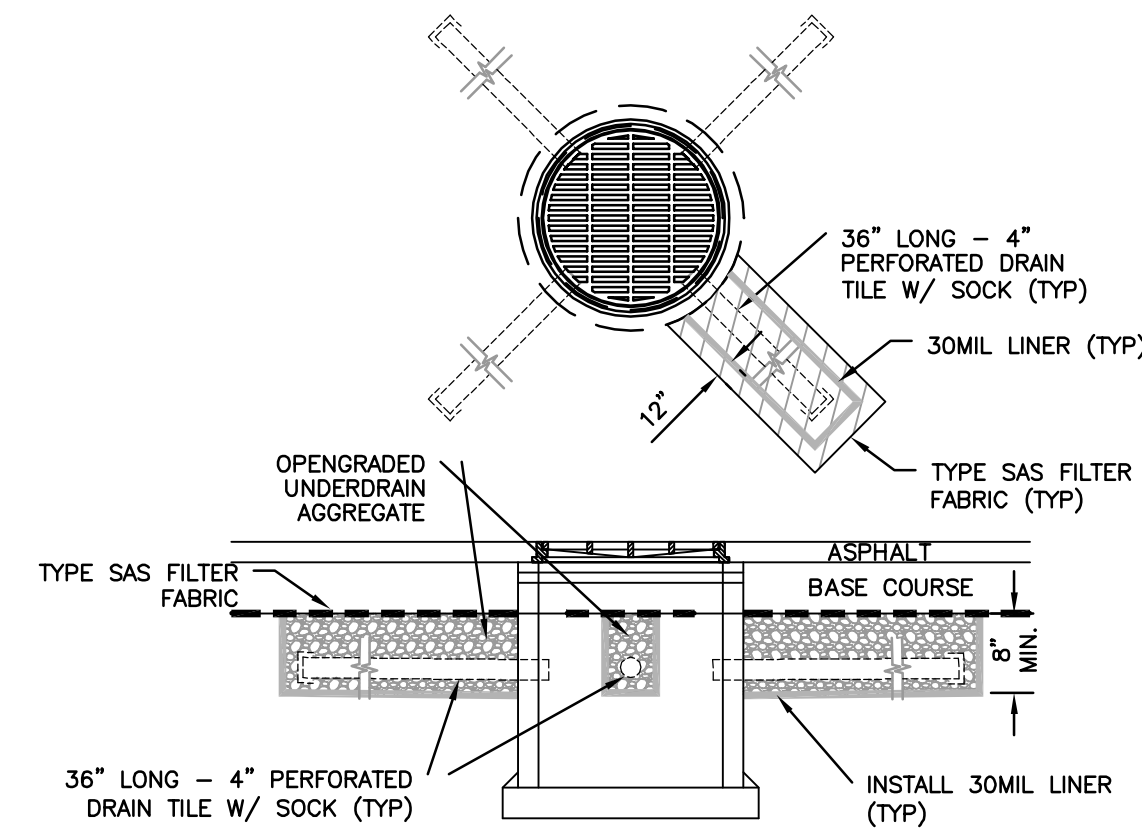 36” LONG – 4”
PERFORATED DRAIN
TILE W/ SOCK (TYP)
30MIL LINER (TYP)
12”
TYPE SAS FILTER
FABRIC (TYP)
OPENGRADED
UNDERDRAIN
AGGREGATE
ASPHALT
TYPE SAS FILTER
FABRIC
BASE COURSE
8”
MIN.
36” LONG – 4” PERFORATED
DRAIN TILE W/ SOCK (TYP)
INSTALL 30MIL LINER
(TYP)